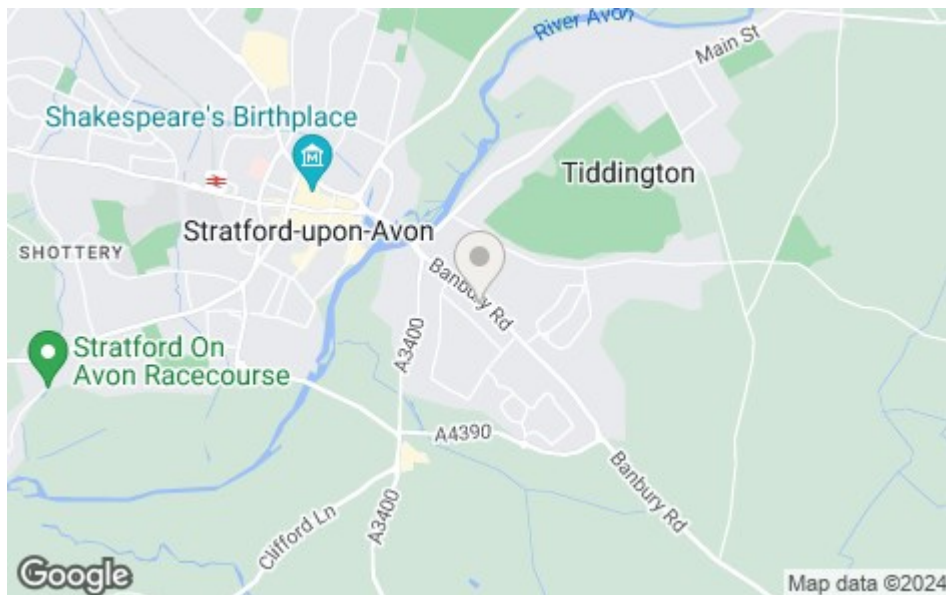 River Avon
Main St
Shakespeare's Birthplace
Tiddington
Stratford-upon-Avon
SHOTTERY
Banbury Rd
A3400
Stratford On
Avon Racecourse
A4390
Banbury Rd
Clifford Ln
A3400
Google
Map data ©2024